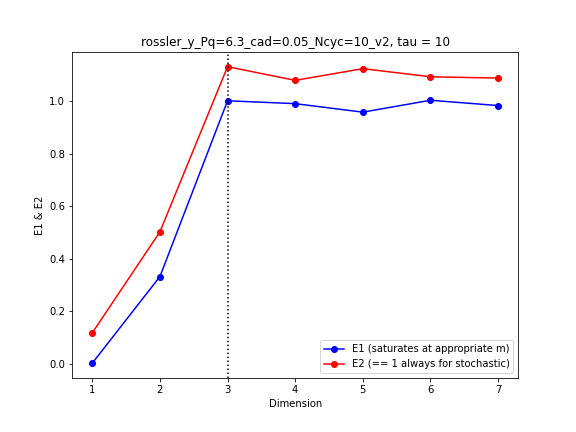 rossler_y_Pq=6.3_cad=0.05_Ncyc=10_v2, tau = 10
E1 & E2
1.0
0.8
0.6
0.4
0.2
0.0
E1 (saturates at appropriate m)
E2 (== 1 always for stochastic)
1 2 3 4 5 6 7
Dimension